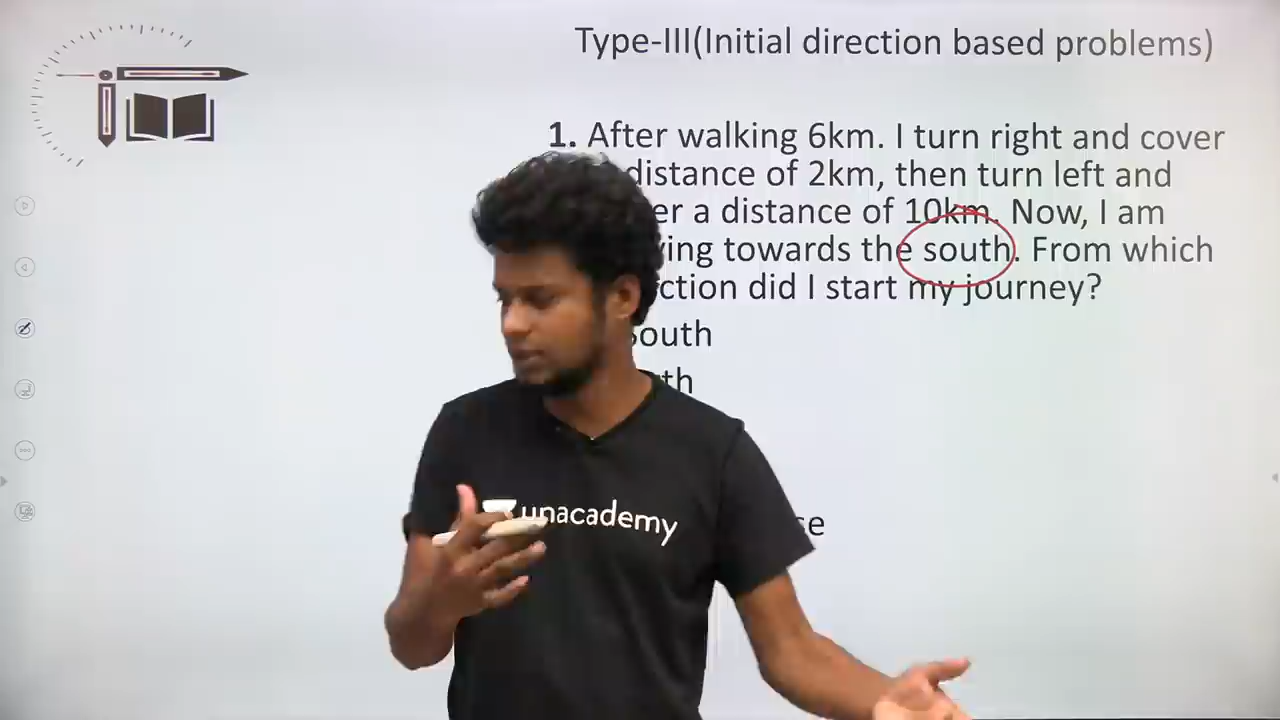 Type-III(Initial direction based problems)
1. After walking 6km. I turn right and cover
distance of 2km, then turn left and
er a distance of 10km. Now, I am
ing towards the south. From which
ction did I start my journey?
South
th
se
unacademy